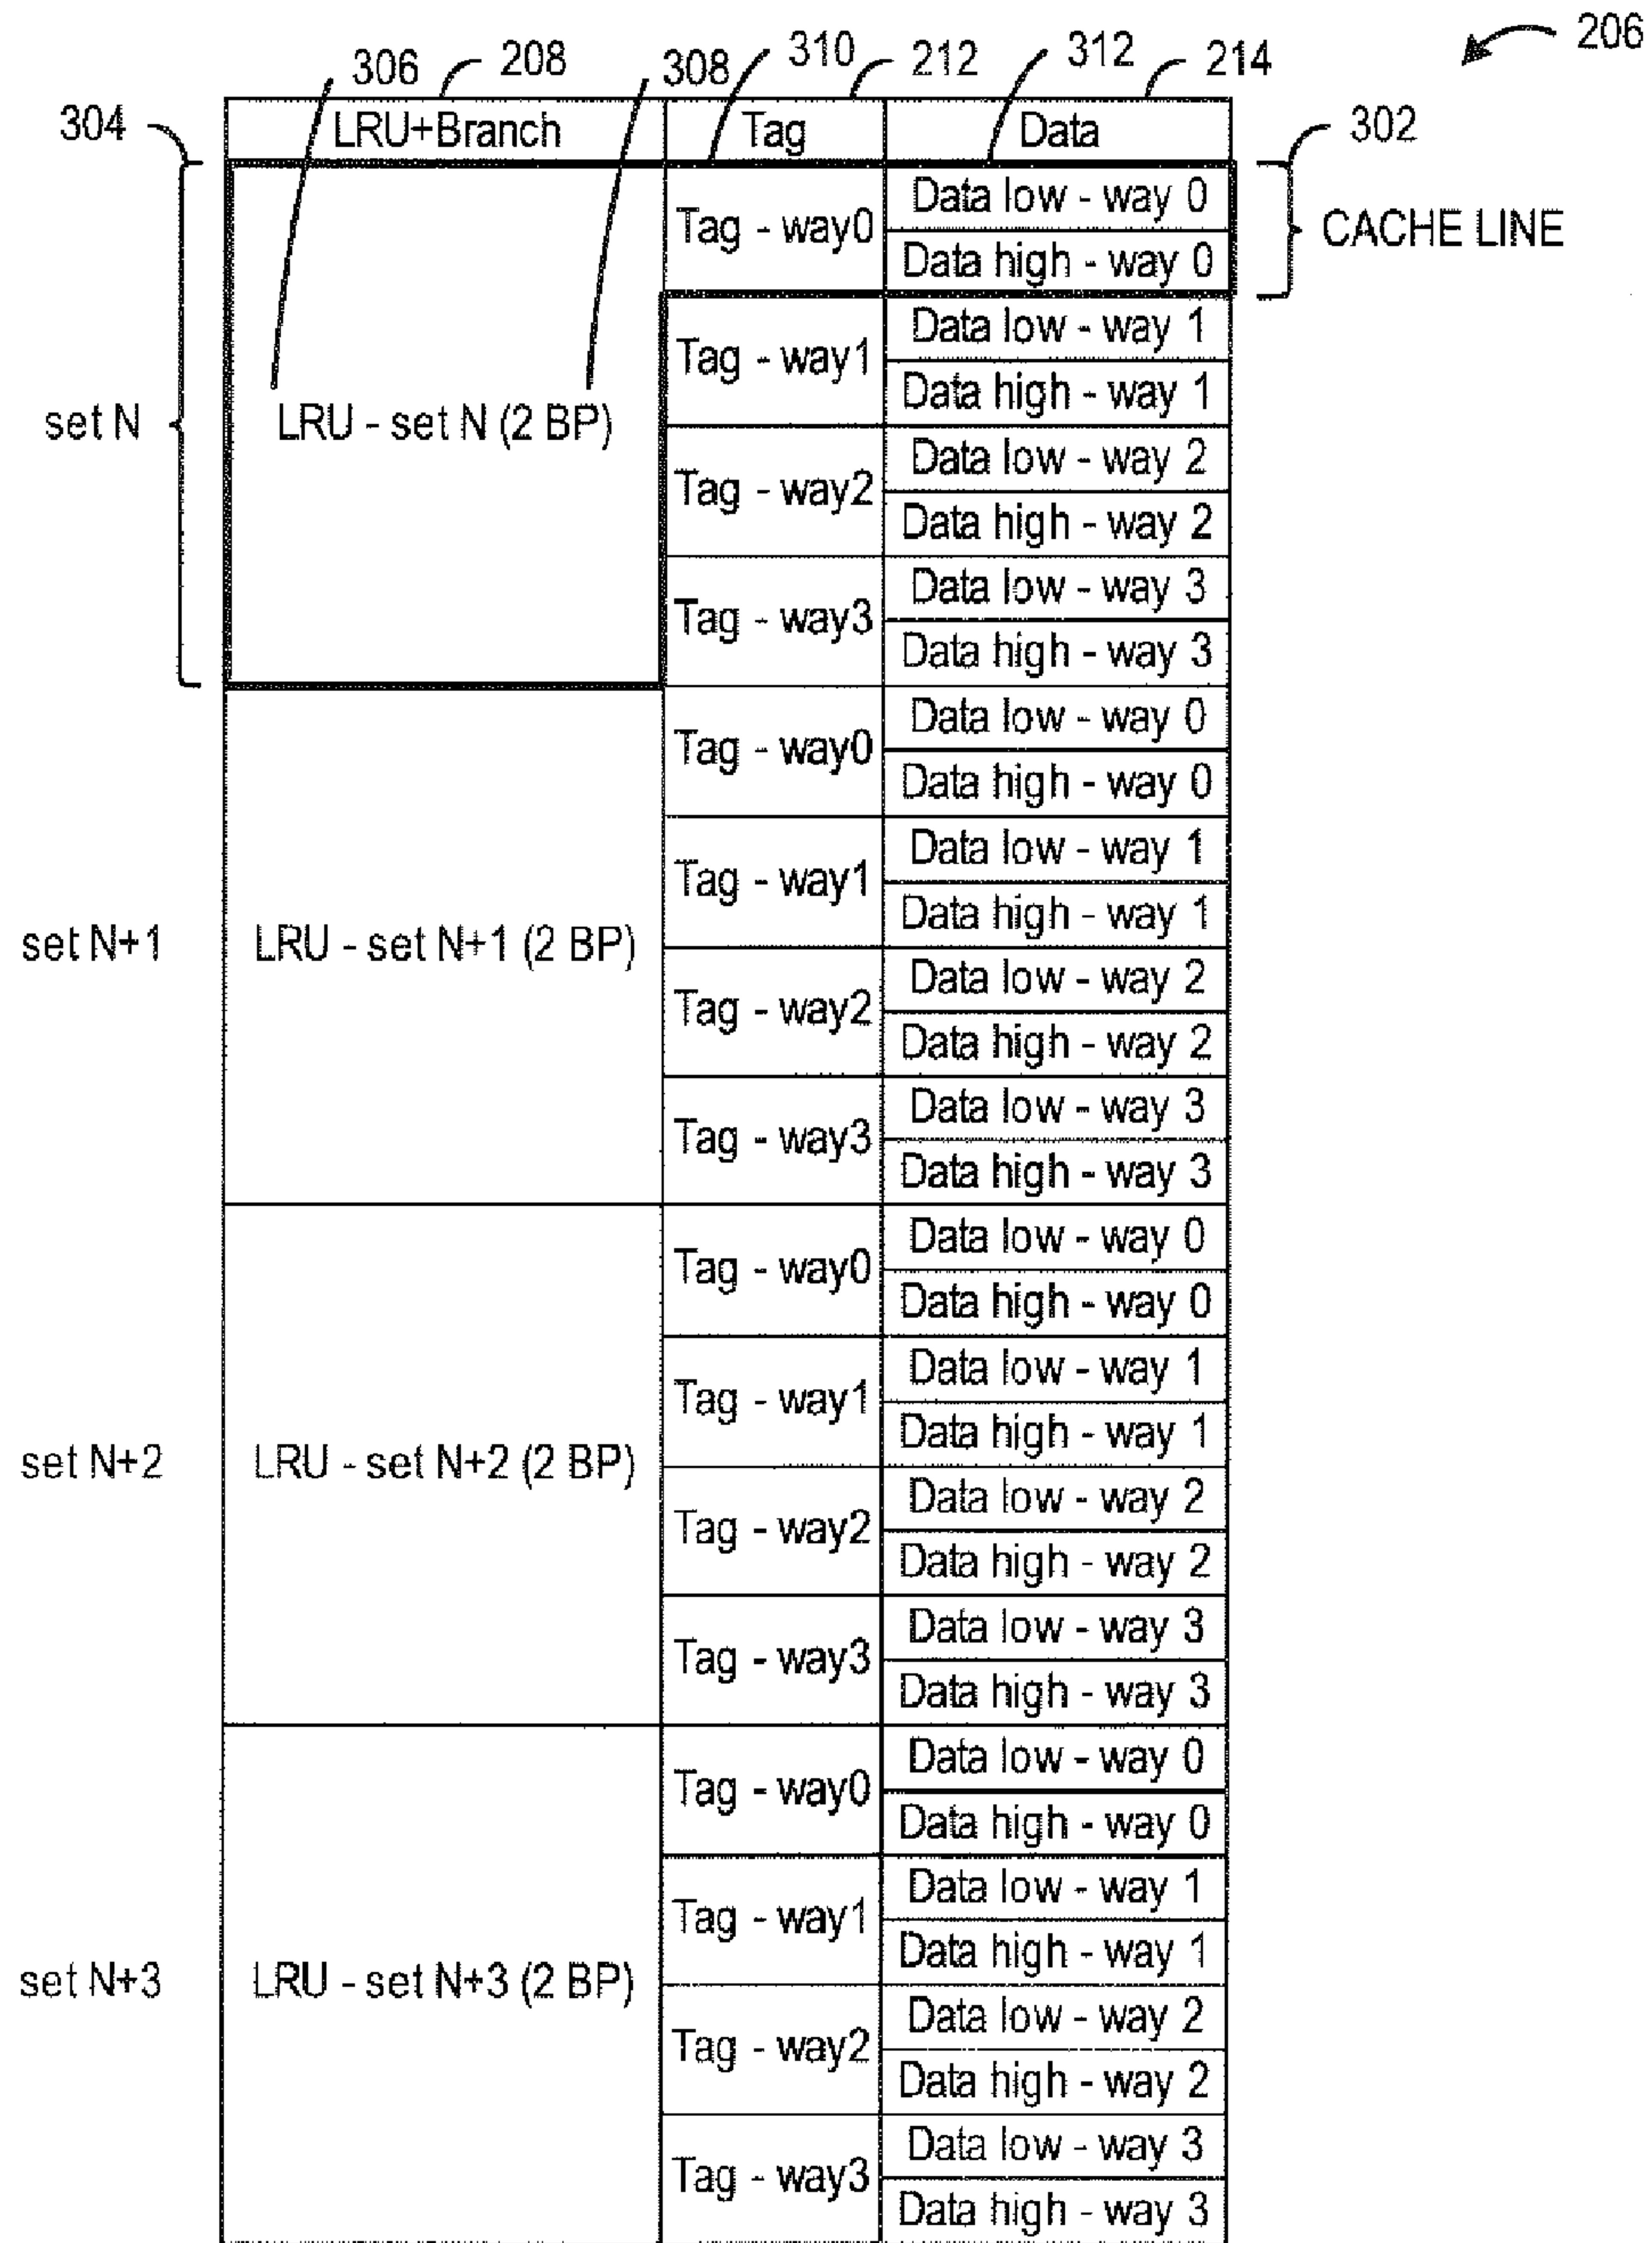 206
306 208 308 310 212 312 214
304 LRU+Branch Tag Data 302
Tag - way0 Data low - way 0
Data high - way 0
CACHE LINE
Tag - way1 Data low - way 1
Data high - way 1
set N LRU - set N (2 BP)
Tag - way2 Data low - way 2
Data high - way 2
Tag - way3 Data low - way 3
Data high - way 3
Tag - way0 Data low - way 0
Data high - way 0
Tag - way1 Data low - way 1
Data high - way 1
set N+1 LRU - set N+1 (2 BP)
Tag - way2 Data low - way 2
Data high - way 2
Tag - way3 Data low - way 3
Data high - way 3
Tag - way0 Data low - way 0
Data high - way 0
Tag - way1 Data low - way 1
Data high - way 1
set N+2 LRU - set N+2 (2 BP)
Tag - way2 Data low - way 2
Data high - way 2
Tag - way3 Data low - way 3
Data high - way 3
Tag - way0 Data low - way 0
Data high - way 0
Tag - way1 Data low - way 1
Data high - way 1
set N+3 LRU - set N+3 (2 BP)
Tag - way2 Data low - way 2
Data high - way 2
Tag - way3 Data low - way 3
Data high - way 3